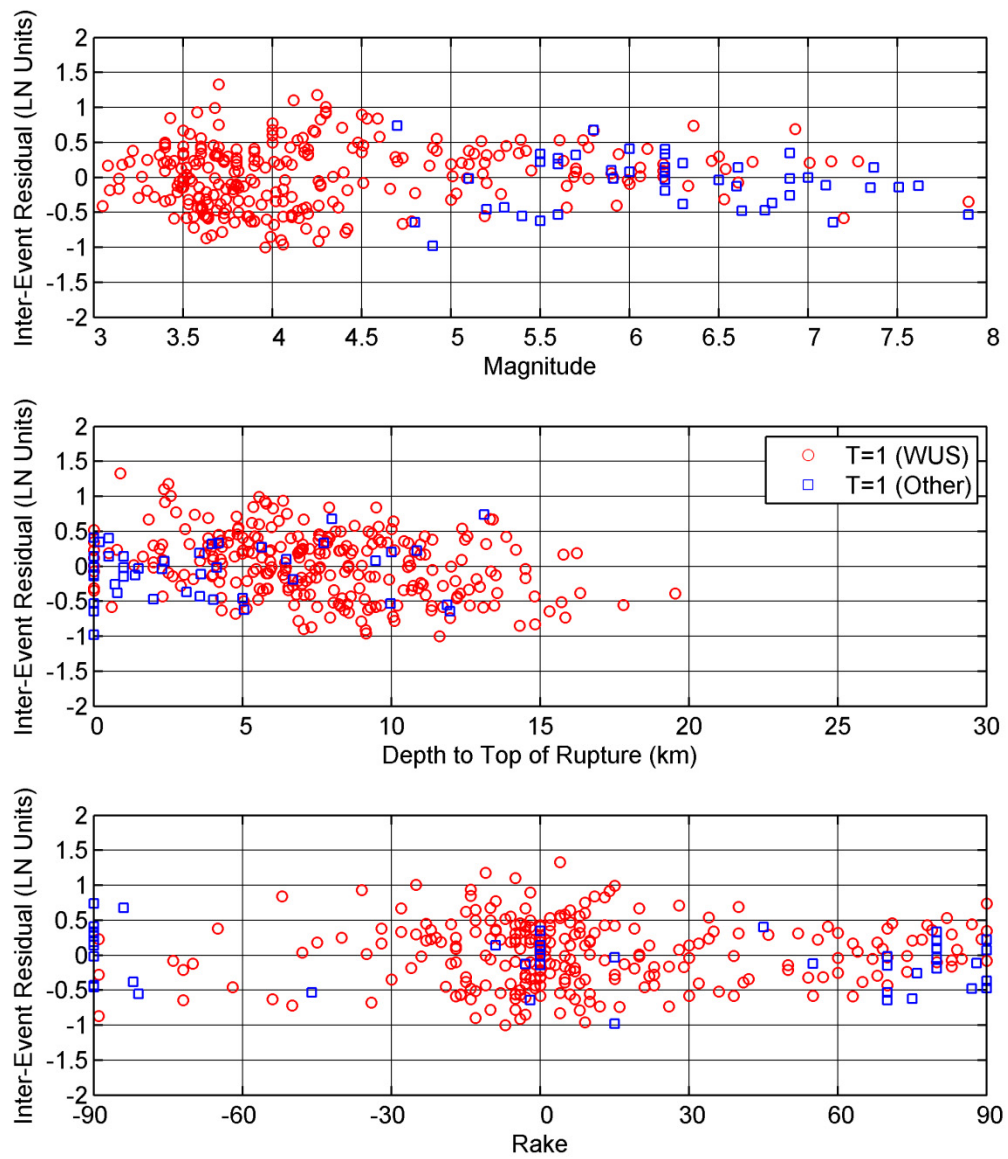 Inter-Event Residual (LN Units)
2
1.5
1
0.5
0
-0.5
-1
-1.5
-2
3 3.5 4 4.5 5 5.5 6 6.5 7 7.5 8
Magnitude
Inter-Event Residual (LN Units)
2
1.5
1
0.5
0
-0.5
-1
-1.5
-2
T=1 (WUS)
T=1 (Other)
0 5 10 15 20 25 30
Depth to Top of Rupture (km)
Inter-Event Residual (LN Units)
2
1.5
1
0.5
0
-0.5
-1
-1.5
2
-90 -60 -30 0 30 60 90
Rake